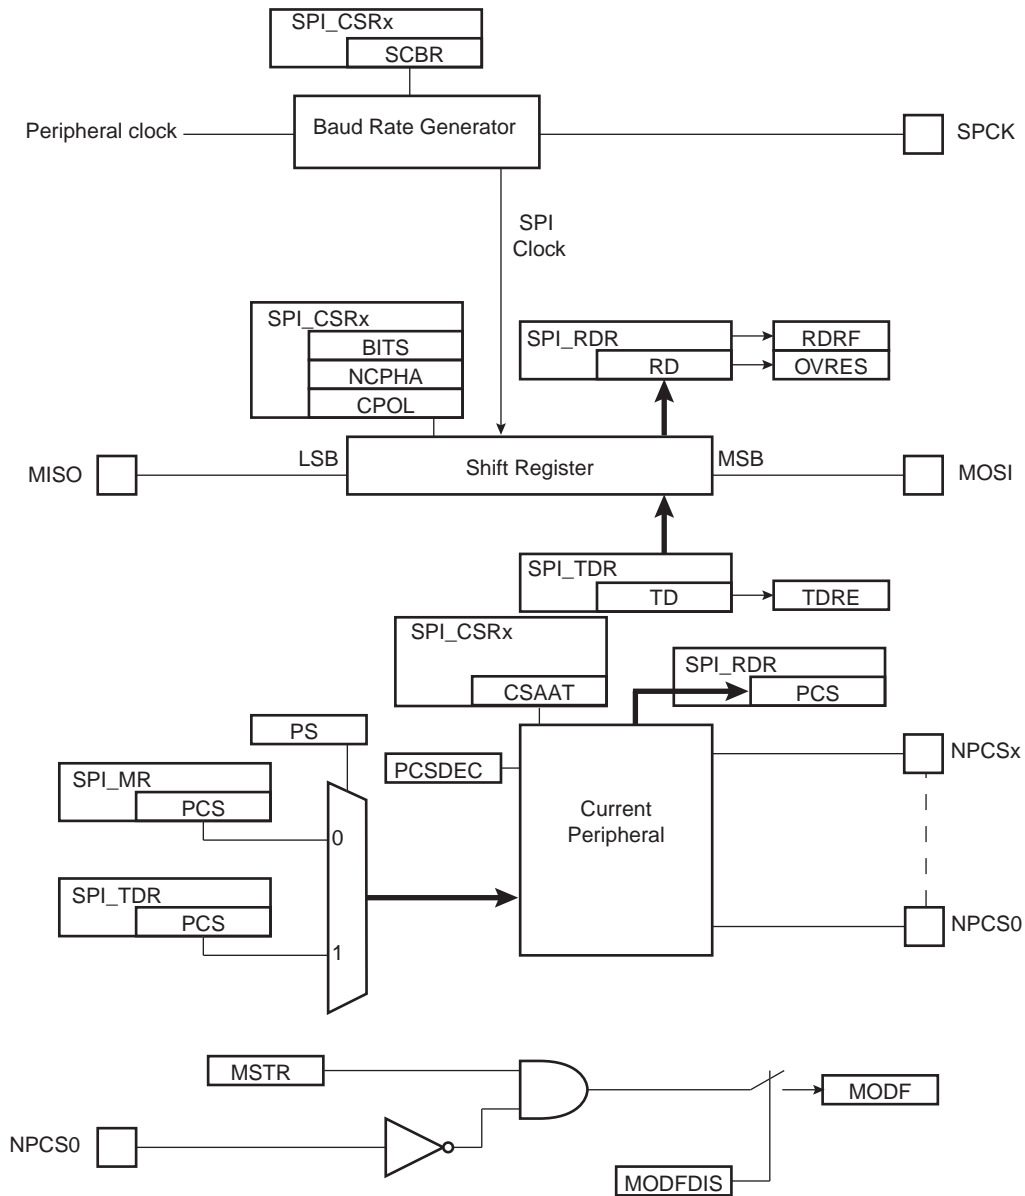 SPI_CSRx
SCBR
Peripheral clock
Baud Rate Generator
SPCK
SPI
Clock
SPI_CSRx
BITS
NCPHA
CPOL
SPI_RDR
RD
RDRF
OVRES
MISO
LSB
Shift Register
MSB
MOSI
SPI_TDR
TD
TDRE
SPI_CSRx
CSAAT
SPI_RDR
PCS
PS
PCSDEC
NPCSx
SPI_MR
PCS
0
Current
Peripheral
SPI_TDR
PCS
1
NPCS0
MSTR
MODF
NPCS0
MODFDIS